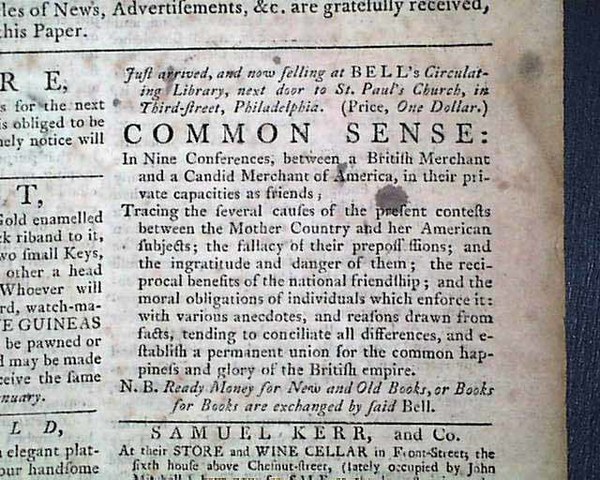 les of News, Advertiſements, &c. are gratefully received,
this Paper.
R E,
s for the next
is obliged to be
nely notice will
T,
Gold enamelled
ck riband to it,
wo ſmall Keys,
other a head
Whoever will
rd, watch-ma-
E GUINEAS
be pawned or
d may be made
ceive the ſame
nuary.
L D,
elegant plat-
our handſome
Juſt arrived, and now ſelling at BELL's Circulat-
ing Library, next door to St. Paul's Church, in
Third-ſtreet, Philadelphia. (Price, One Dollar.)
COMMON SENSE:
In Nine Conferences, between a Britiſh Merchant
and a Candid Merchant of America, in their pri-
vate capacities as friends;
Tracing the ſeveral cauſes of the preſent conteſts
between the Mother Country and her American
ſubjects; the fallacy of their prepoſſ ſſions; and
the ingratitude and danger of them; the reci-
procal benefits of the national friendſhip; and the
moral obligations of individuals which enforce it:
with various anecdotes, and reaſons drawn from
facts, tending to conciliate all differences, and e-
ſtabliſh a permanent union for the common hap-
pineſs and glory of the Britiſh empire.
N. B. Ready Money for New and Old Books, or Books
for Books are exchanged by ſaid Bell.
SAMUEL KERR, and Co.
At their STORE and WINE CELLAR in Front-Street, the
ſixth houſe above Cheſnut-ſtreet, (lately occupied by John